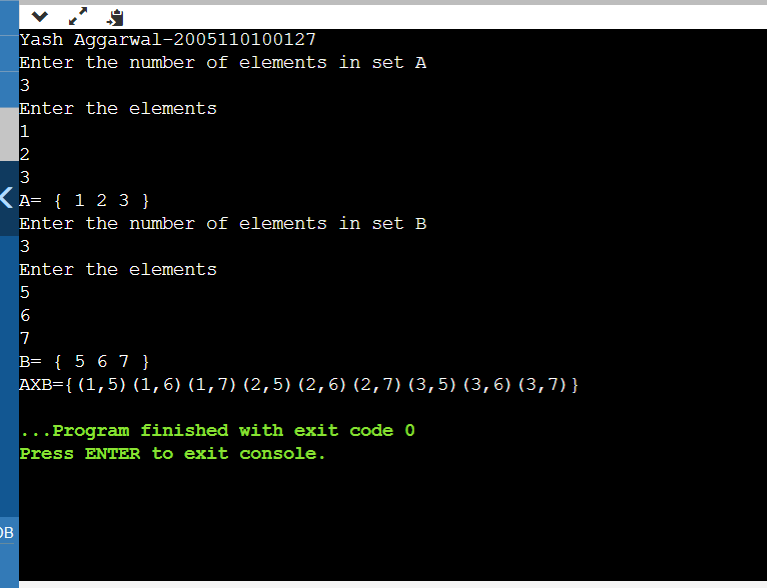 Yash Aggarwal-2005110100127
Enter the number of elements in set A
3
Enter the elements
1
2
3
A= { 1 2 3 }
Enter the number of elements in set B
3
Enter the elements
5
6
7
B= { 5 6 7 }
AXB={(1,5)(1,6)(1,7)(2,5)(2,6)(2,7)(3,5)(3,6)(3,7)}
...Program finished with exit code 0
Press ENTER to exit console.